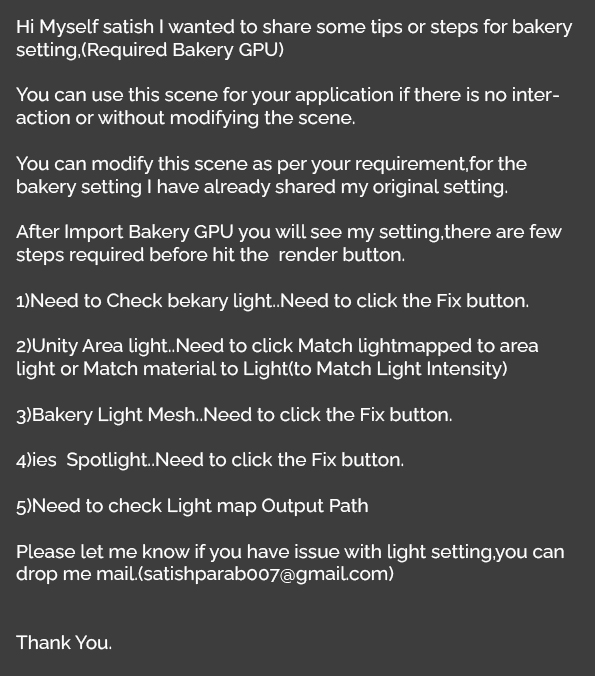 Hi Myself satish I wanted to share some tips or steps for bakery
setting,(Required Bakery GPU)
You can use this scene for your application if there is no inter-
action or without modifying the scene.
You can modify this scene as per your requirement,for the
bakery setting I have already shared my original setting.
After Import Bakery GPU you will see my setting,there are few
steps required before hit the  render button.
1)Need to Check bekary light..Need to click the Fix button.
2)Unity Area light..Need to click Match lightmapped to area
light or Match material to Light(to Match Light Intensity)
3)Bakery Light Mesh..Need to click the Fix button.
4)ies  Spotlight..Need to click the Fix button.
5)Need to check Light map Output Path
Please let me know if you have issue with light setting,you can
drop me mail.(satishparab007@gmail.com)
Thank You.